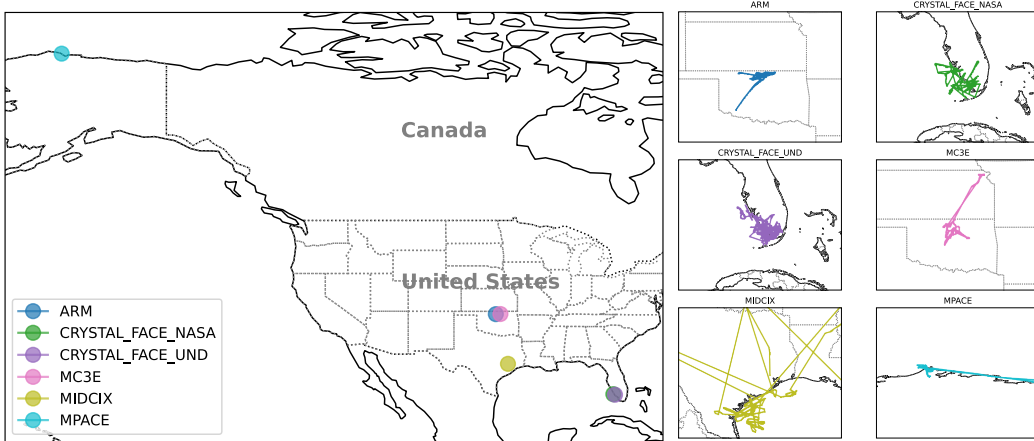 Canada
United States
ARM
CRYSTAL_FACE_NASA
CRYSTAL_FACE_UND
MC3E
MIDCIX
MPACE
ARM
CRYSTAL_FACE_NASA
CRYSTAL_FACE_UND
MC3E
MIDCIX
MPACE